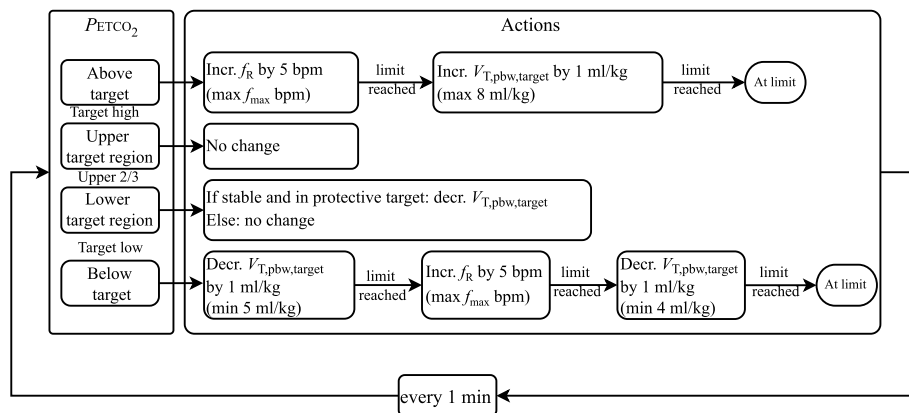 PETCO2
Actions
Above
target
Incr. fR by 5 bpm
(max fmax bpm)
limit
reached
Incr. VT,pbw,target by 1 ml/kg
(max 8 ml/kg)
limit
reached
At limit
Target high
Upper
target region
No change
Upper 2/3
Lower
target region
If stable and in protective target: decr. VT,pbw,target
Else: no change
Target low
Below
target
Decr. VT,pbw,target
by 1 ml/kg
(min 5 ml/kg)
limit
reached
Incr. fR by 5 bpm
(max fmax bpm)
limit
reached
Decr. VT,pbw,target
by 1 ml/kg
(min 4 ml/kg)
limit
reached
At limit
every 1 min